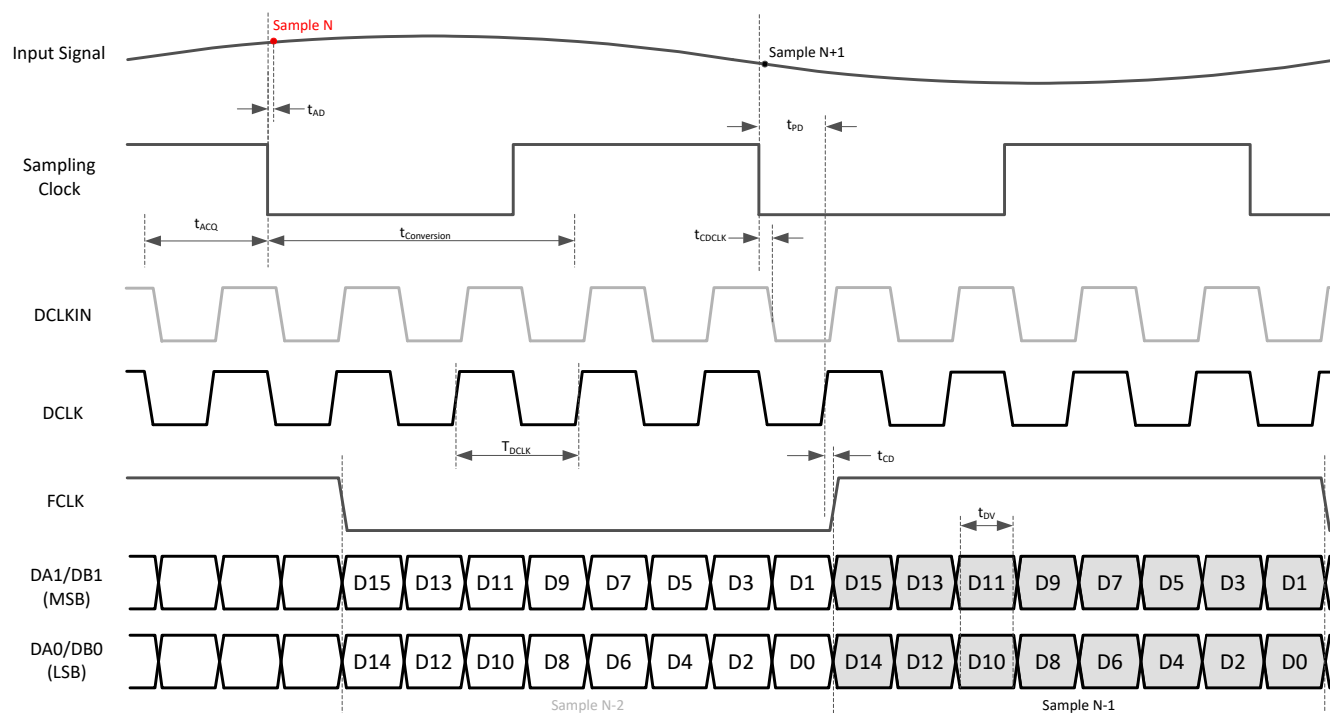 Sample N
Input Signal
Sample N+1
tAD
tPD
Sampling
Clock
tACQ
tConversion
tCDCLK
DCLKIN
DCLK
TDCLK
tCD
FCLK
tDV
DA1/DB1
(MSB)
D15 D13 D11 D9 D7 D5 D3 D1 D15 D13 D11 D9 D7 D5 D3 D1
DA0/DB0
(LSB)
D14 D12 D10 D8 D6 D4 D2 D0 D14 D12 D10 D8 D6 D4 D2 D0
Sample N-2 Sample N-1